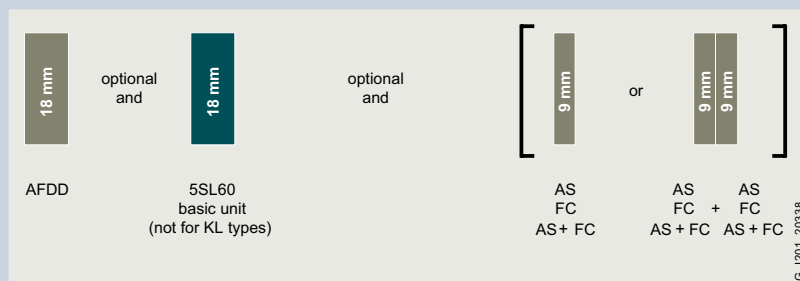 18 mm
optional
and
18 mm
optional
and
9 mm
or
9 mm
9 mm
AFDD
5SL60
basic unit
(not for KL types)
AS
FC
AS + FC
AS AS
FC + FC
AS + FC AS + FC
G_I201_20338